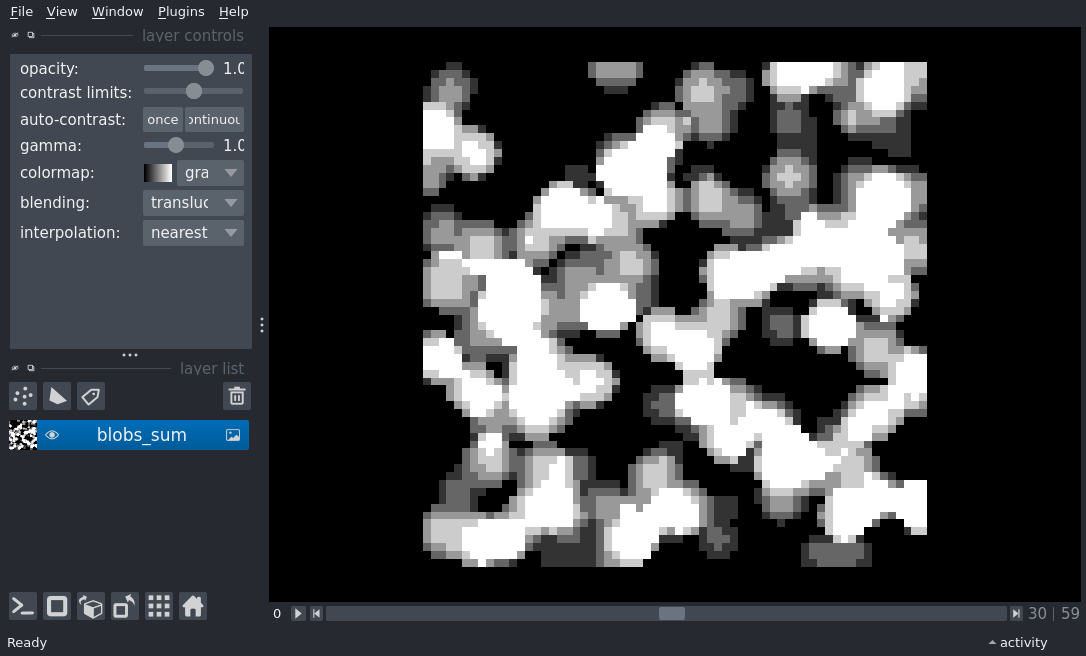 File View Window Plugins Help
layer controls
opacity: 1.0
contrast limits:
auto-contrast: once ontinuou
gamma: 1.0
colormap: gra
blending: transluc
interpolation: nearest
layer list
blobs_sum
0 30 | 59
Ready activity